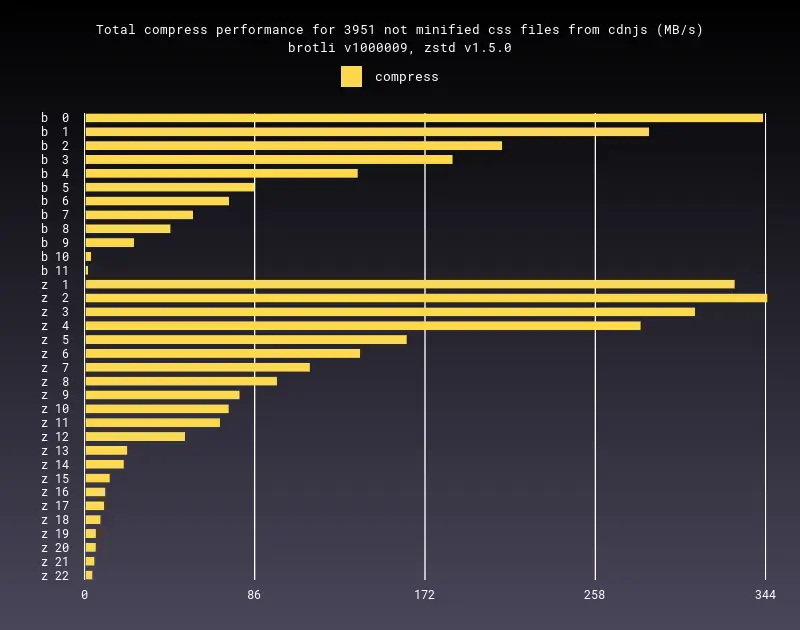 Total compress performance for 3951 not minified css files from cdnjs (MB/s)
brotli v1000009, zstd v1.5.0
compress
b 0
b 1
b 2
b 3
b 4
b 5
b 6
b 7
b 8
b 9
b 10
b 11
z 1
z 2
z 3
z 4
z 5
z 6
z 7
z 8
z 9
z 10
z 11
z 12
z 13
z 14
z 15
z 16
z 17
z 18
z 19
z 20
z 21
z 22
0 86 172 258 344